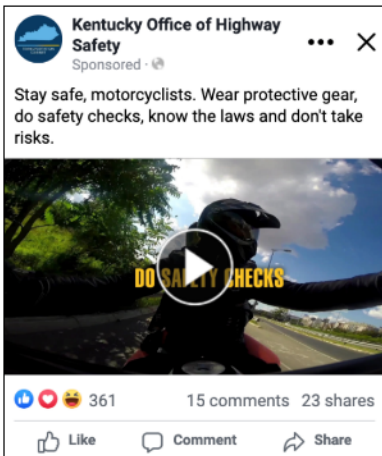 Kentucky Office of Highway
Safety
Sponsored ·
Stay safe, motorcyclists. Wear protective gear,
do safety checks, know the laws and don't take
risks.
DO SAFETY CHECKS
361 15 comments 23 shares
Like Comment Share